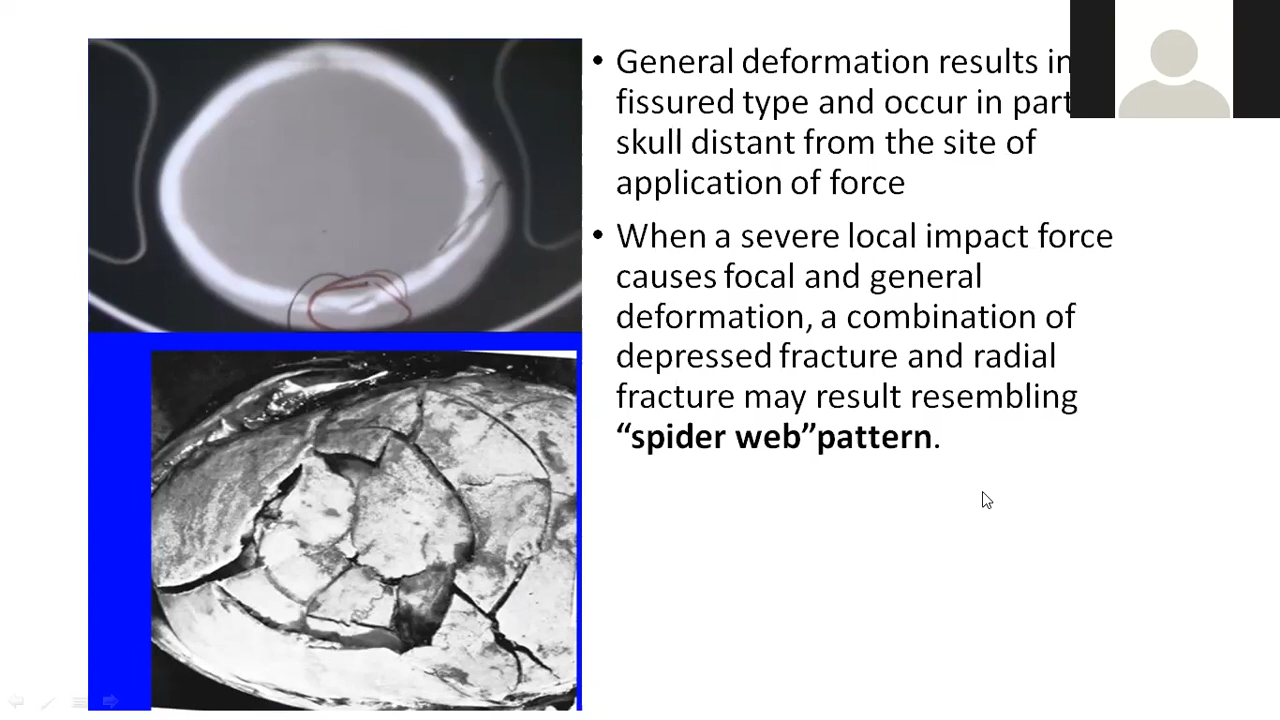 • General deformation results in
fissured type and occur in part
skull distant from the site of
application of force
• When a severe local impact force
causes focal and general
deformation, a combination of
depressed fracture and radial
fracture may result resembling
“spider web”pattern.